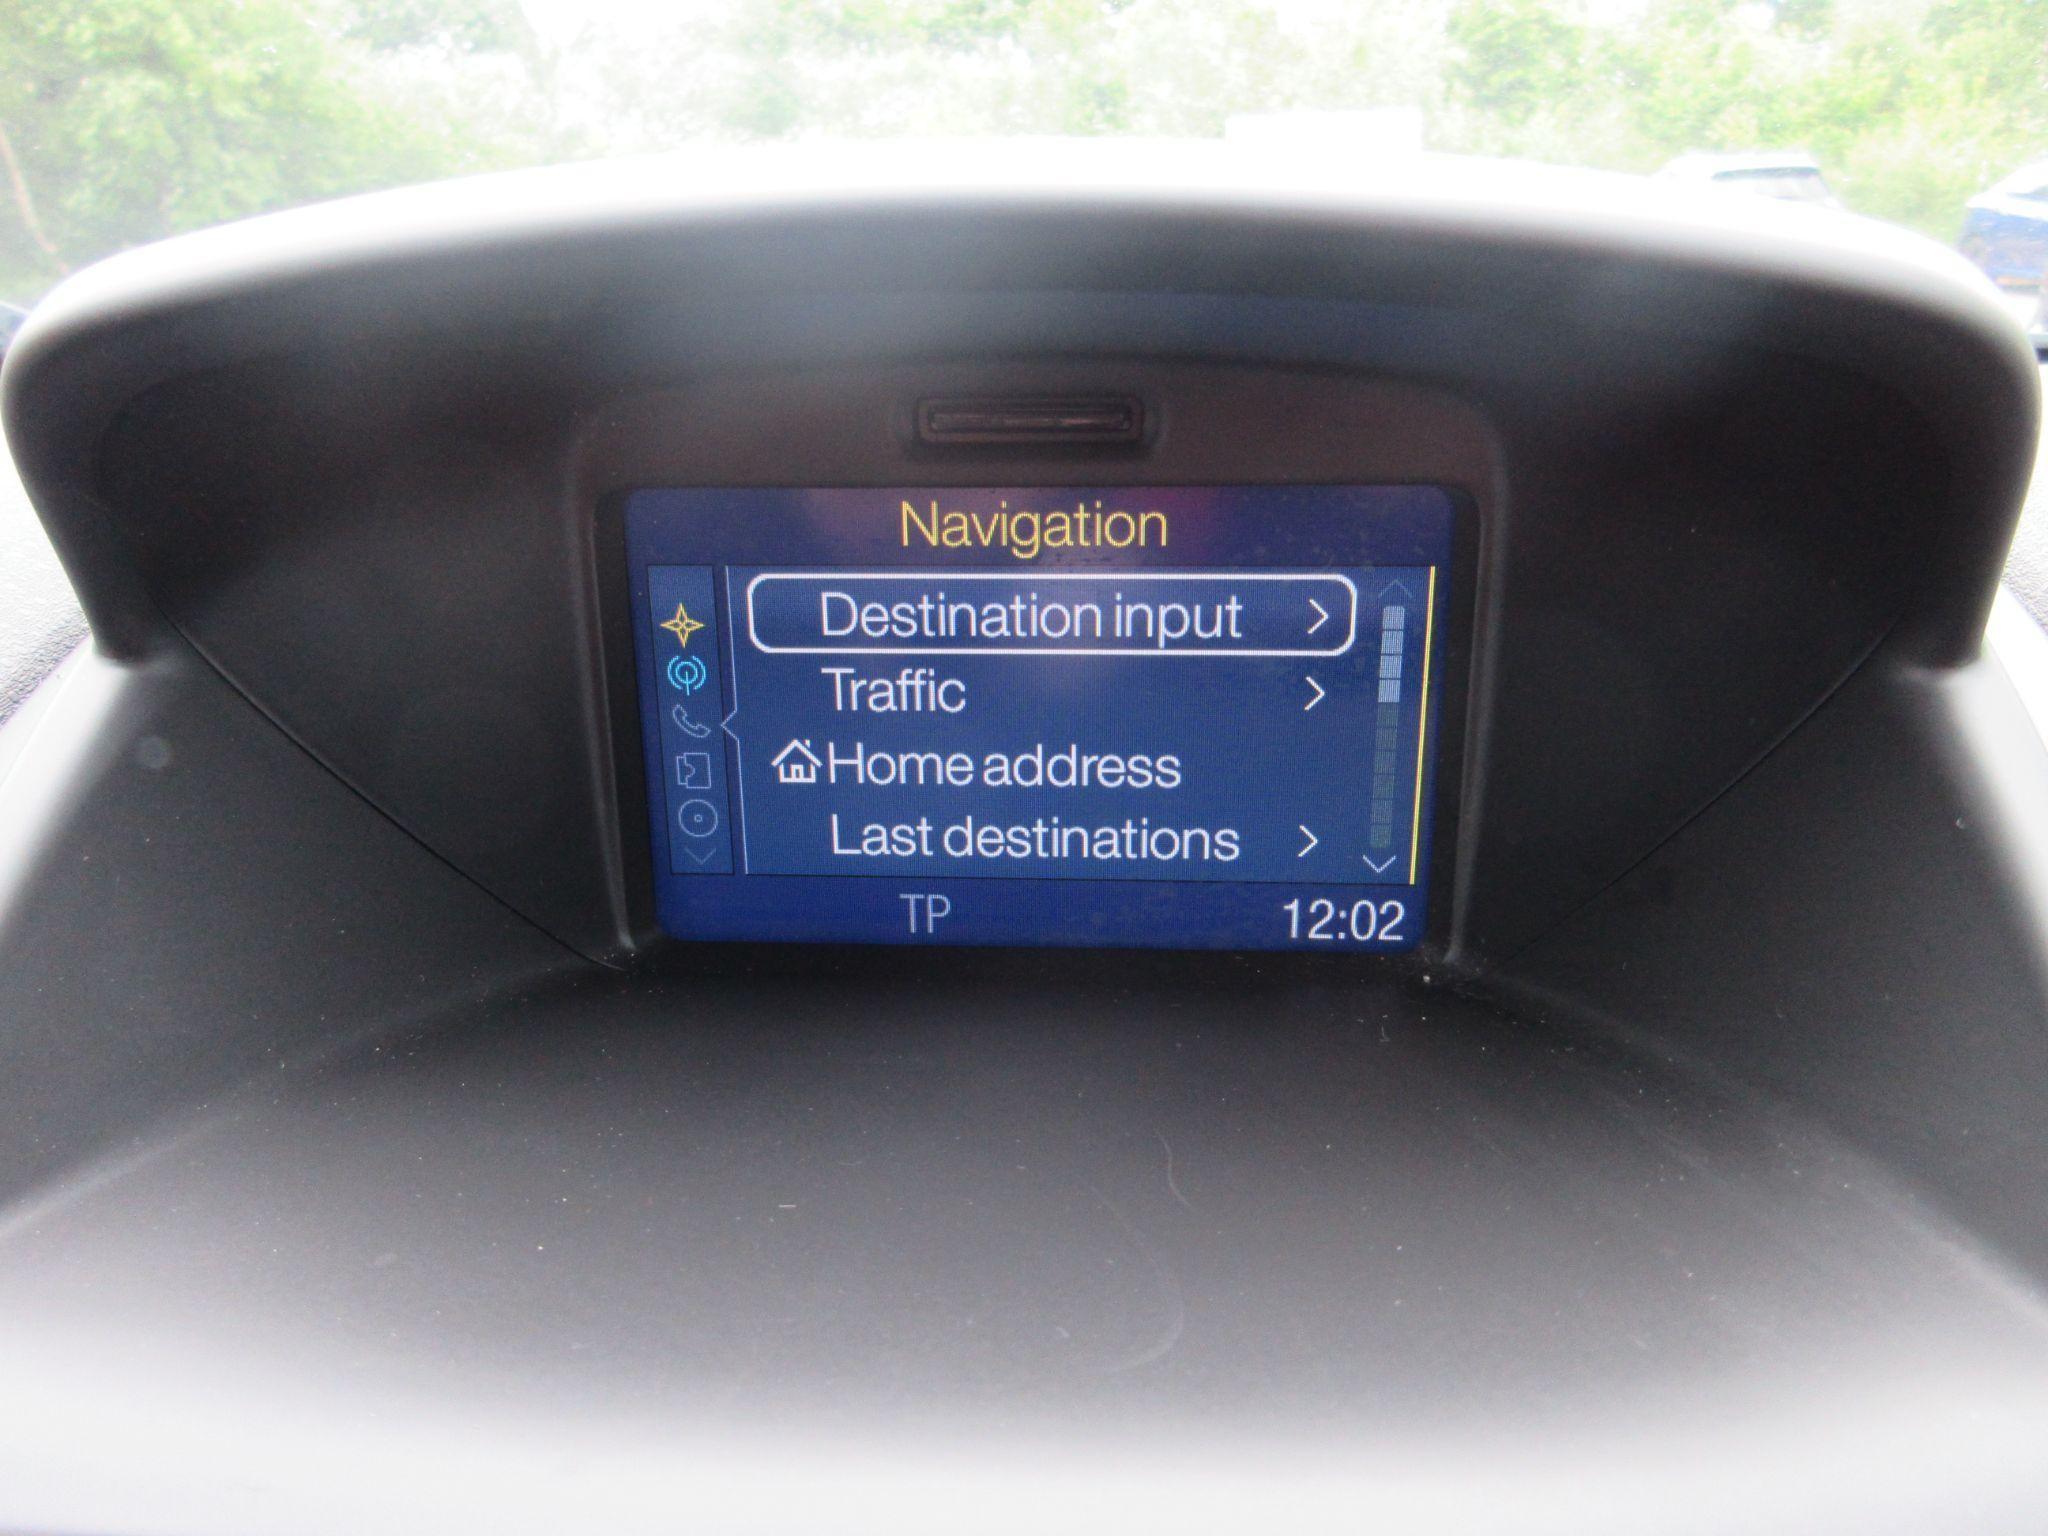 Navigation
Destination input
Traffic
Home address
Last destinations
TP 12:02